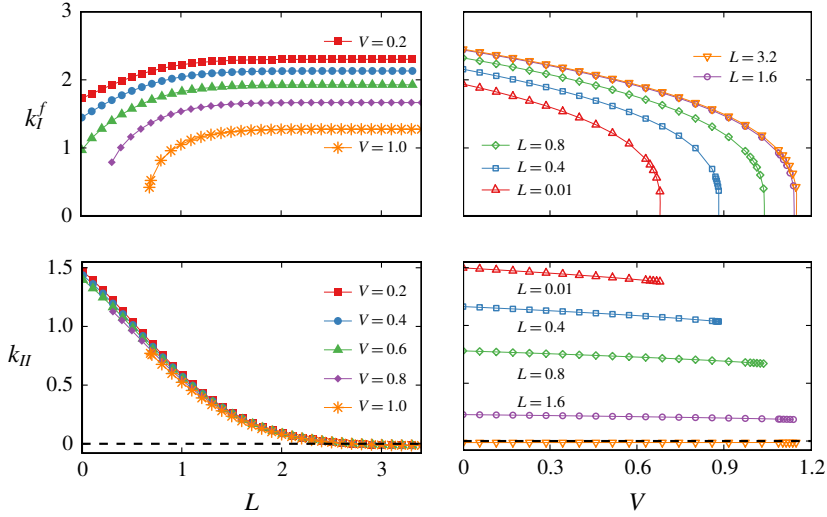 3
2
1
0
k_I^f
V = 0.2
V = 1.0
L = 3.2
L = 1.6
L = 0.8
L = 0.4
L = 0.01
1.5
1.0
0.5
0
k_{II}
V = 0.2
V = 0.4
V = 0.6
V = 0.8
V = 1.0
L = 0.01
L = 0.4
L = 0.8
L = 1.6
0 1 2 3
L
0 0.3 0.6 0.9 1.2
V